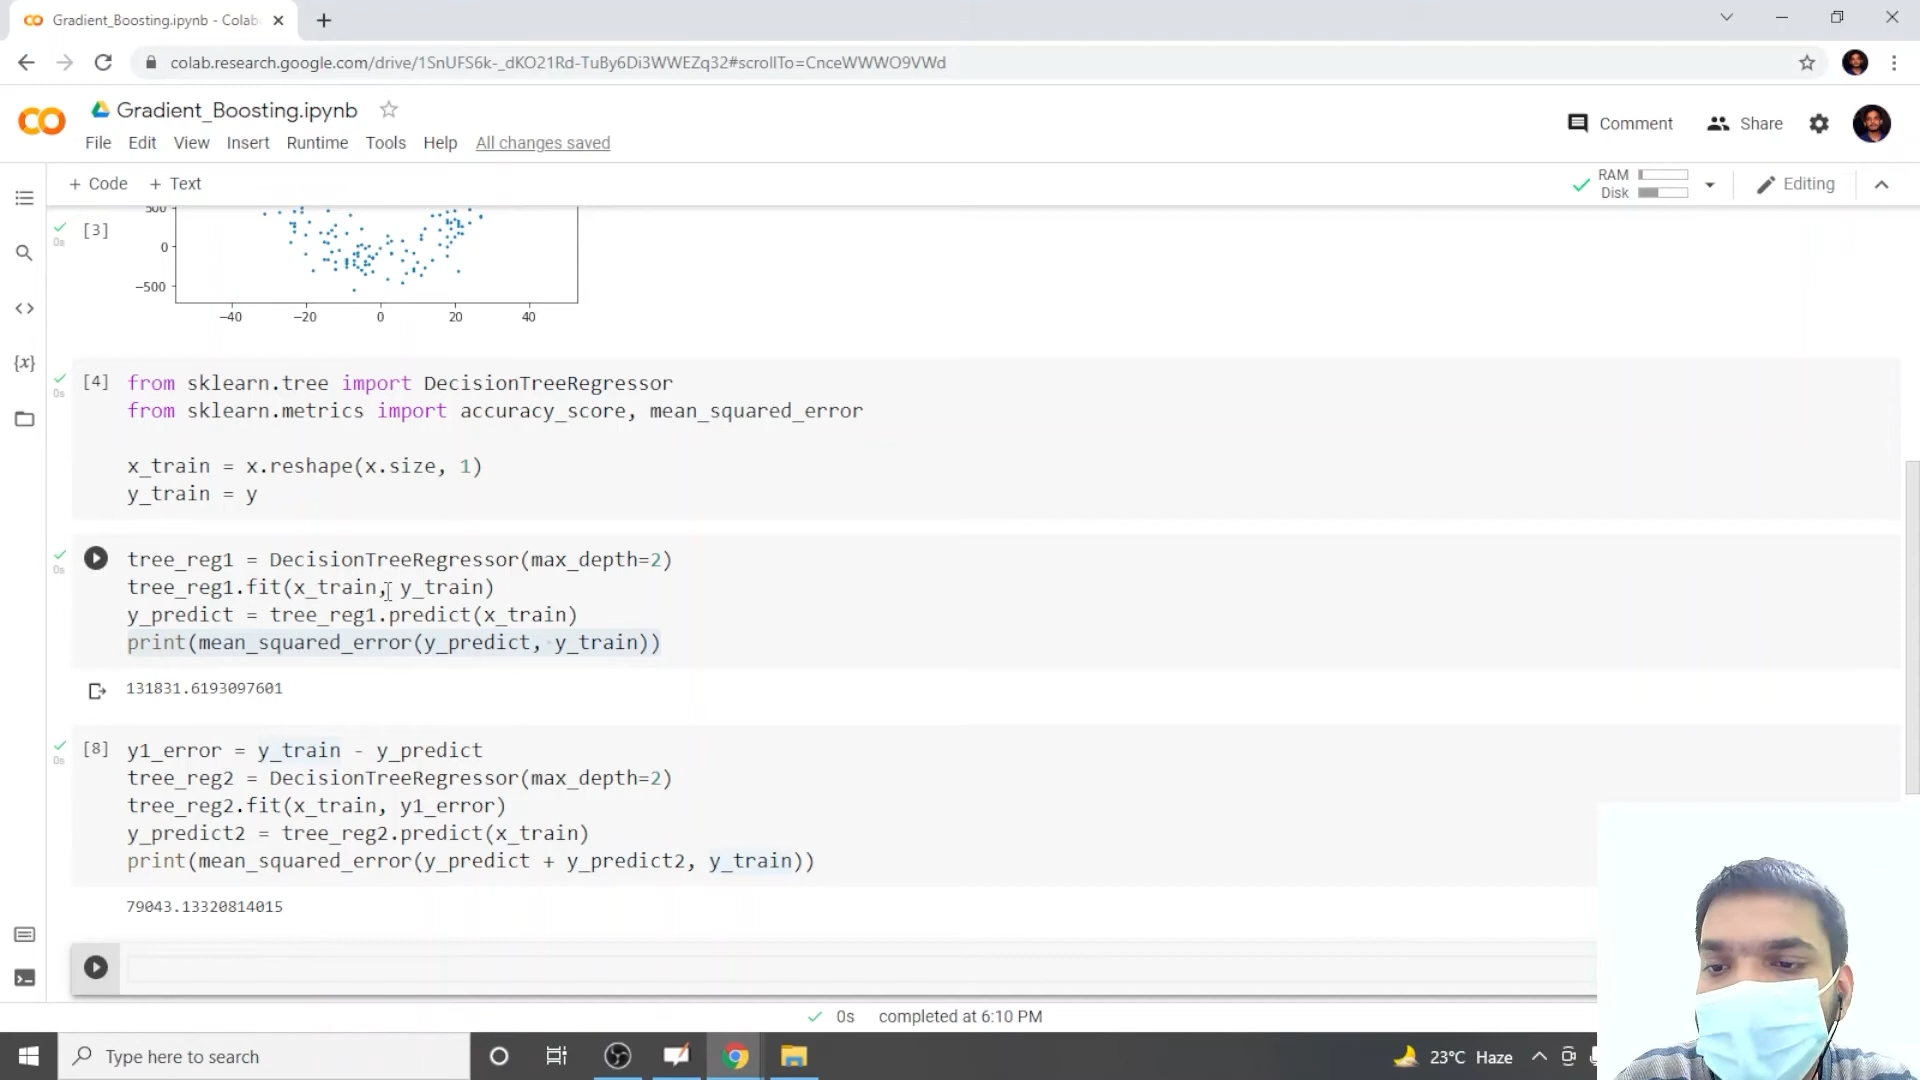 Gradient_Boosting.ipynb - Colab
colab.research.google.com/drive/1SnUFS6k-_dKO21Rd-TuBy6Di3WWEZq32#scrollTo=CnceWWWO9VWd
Gradient_Boosting.ipynb
Comment
Share
File Edit View Insert Runtime Tools Help All changes saved
+ Code + Text
RAM
Disk
Editing
0s
[3]
500
0
−500
−40 −20 0 20 40
0s
[4]
from sklearn.tree import DecisionTreeRegressor
from sklearn.metrics import accuracy_score, mean_squared_error
x_train = x.reshape(x.size, 1)
y_train = y
0s
tree_reg1 = DecisionTreeRegressor(max_depth=2)
tree_reg1.fit(x_train, y_train)
y_predict = tree_reg1.predict(x_train)
print(mean_squared_error(y_predict, y_train))
131831.6193097601
0s
[8]
y1_error = y_train - y_predict
tree_reg2 = DecisionTreeRegressor(max_depth=2)
tree_reg2.fit(x_train, y1_error)
y_predict2 = tree_reg2.predict(x_train)
print(mean_squared_error(y_predict + y_predict2, y_train))
79043.13320814015
0s completed at 6:10 PM
Type here to search
23°C Haze